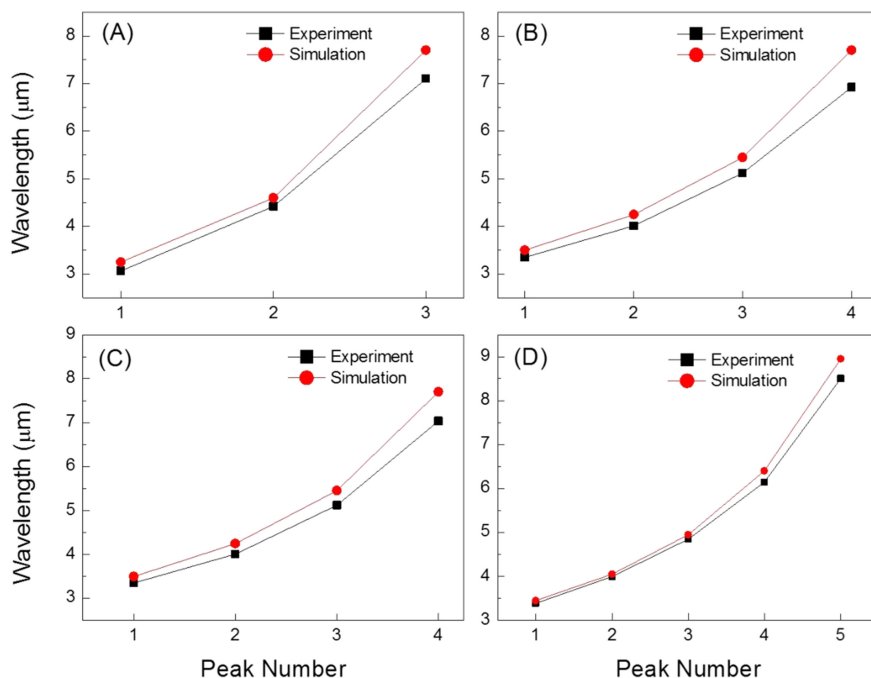 (A)
Experiment
Simulation
8
7
6
5
4
3
1 2 3
Wavelength (μm)
(B)
Experiment
Simulation
8
7
6
5
4
3
1 2 3 4
(C)
Experiment
Simulation
9
8
7
6
5
4
3
1 2 3 4
Wavelength (μm)
Peak Number
(D)
Experiment
Simulation
9
8
7
6
5
4
3
1 2 3 4 5
Peak Number